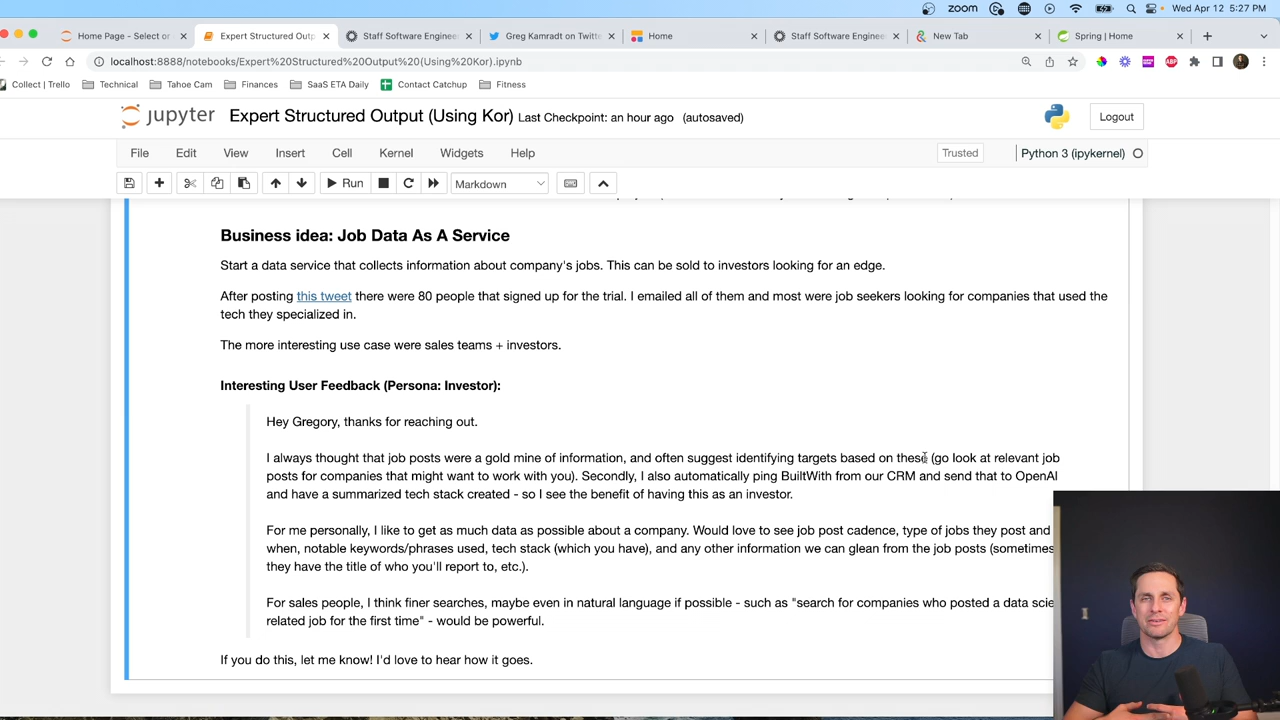 zoom
Wed Apr 12 5:27 PM
Home Page - Select or
Expert Structured Outp
Staff Software Enginee
Greg Kamradt on Twitte
Home
Staff Software Enginee
New Tab
Spring | Home
localhost:8888/notebooks/Expert%20Structured%20Output%20(Using%20Kor).ipynb
Collect | Trello
Technical
Tahoe Cam
Finances
SaaS ETA Daily
Contact Catchup
Fitness
jupyter Expert Structured Output (Using Kor) Last Checkpoint: an hour ago (autosaved)
Logout
File Edit View Insert Cell Kernel Widgets Help
Trusted
Python 3 (ipykernel)
Run
Markdown
Business idea: Job Data As A Service
Start a data service that collects information about company's jobs. This can be sold to investors looking for an edge.
After posting this tweet there were 80 people that signed up for the trial. I emailed all of them and most were job seekers looking for companies that used the
tech they specialized in.
The more interesting use case were sales teams + investors.
Interesting User Feedback (Persona: Investor):
Hey Gregory, thanks for reaching out.
I always thought that job posts were a gold mine of information, and often suggest identifying targets based on these (go look at relevant job
posts for companies that might want to work with you). Secondly, I also automatically ping BuiltWith from our CRM and send that to OpenAI
and have a summarized tech stack created - so I see the benefit of having this as an investor.
For me personally, I like to get as much data as possible about a company. Would love to see job post cadence, type of jobs they post and
when, notable keywords/phrases used, tech stack (which you have), and any other information we can glean from the job posts (sometimes
they have the title of who you'll report to, etc.).
For sales people, I think finer searches, maybe even in natural language if possible - such as "search for companies who posted a data scie
related job for the first time" - would be powerful.
If you do this, let me know! I'd love to hear how it goes.